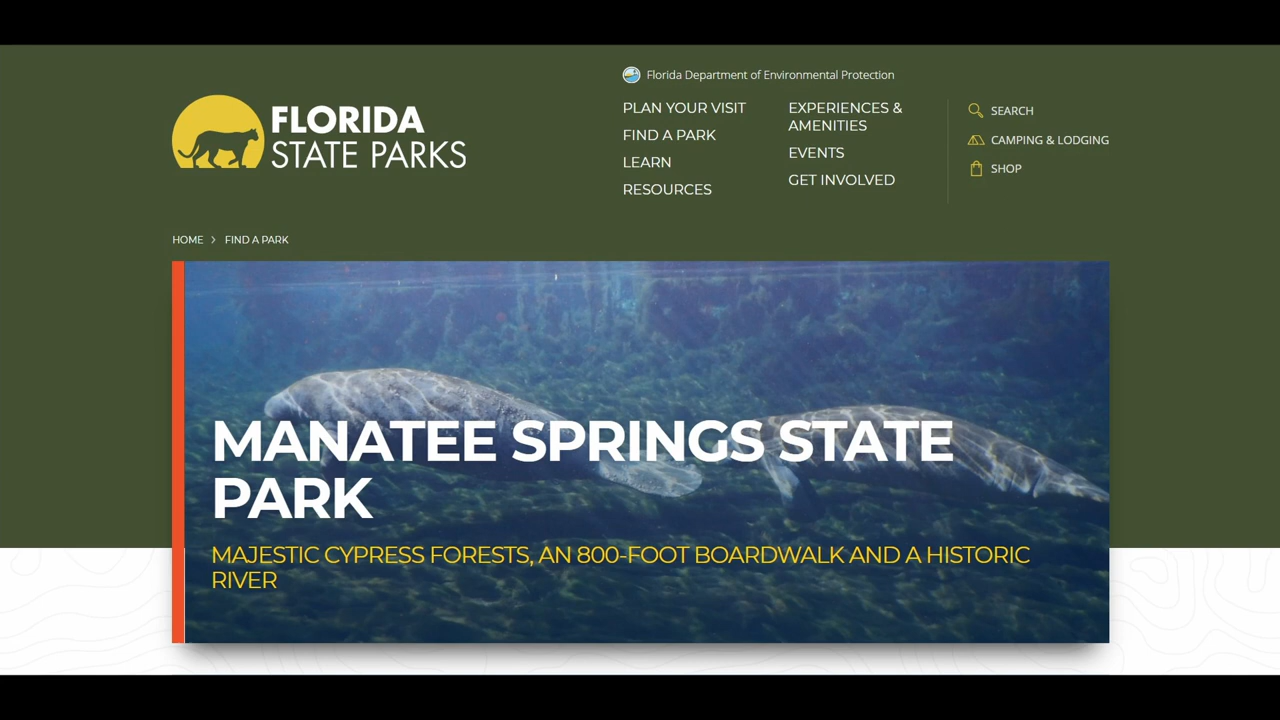 Florida Department of Environmental Protection
FLORIDA
STATE PARKS
PLAN YOUR VISIT
FIND A PARK
LEARN
RESOURCES
EXPERIENCES &
AMENITIES
EVENTS
GET INVOLVED
SEARCH
CAMPING & LODGING
SHOP
HOME > FIND A PARK
MANATEE SPRINGS STATE
PARK
MAJESTIC CYPRESS FORESTS, AN 800-FOOT BOARDWALK AND A HISTORIC
RIVER